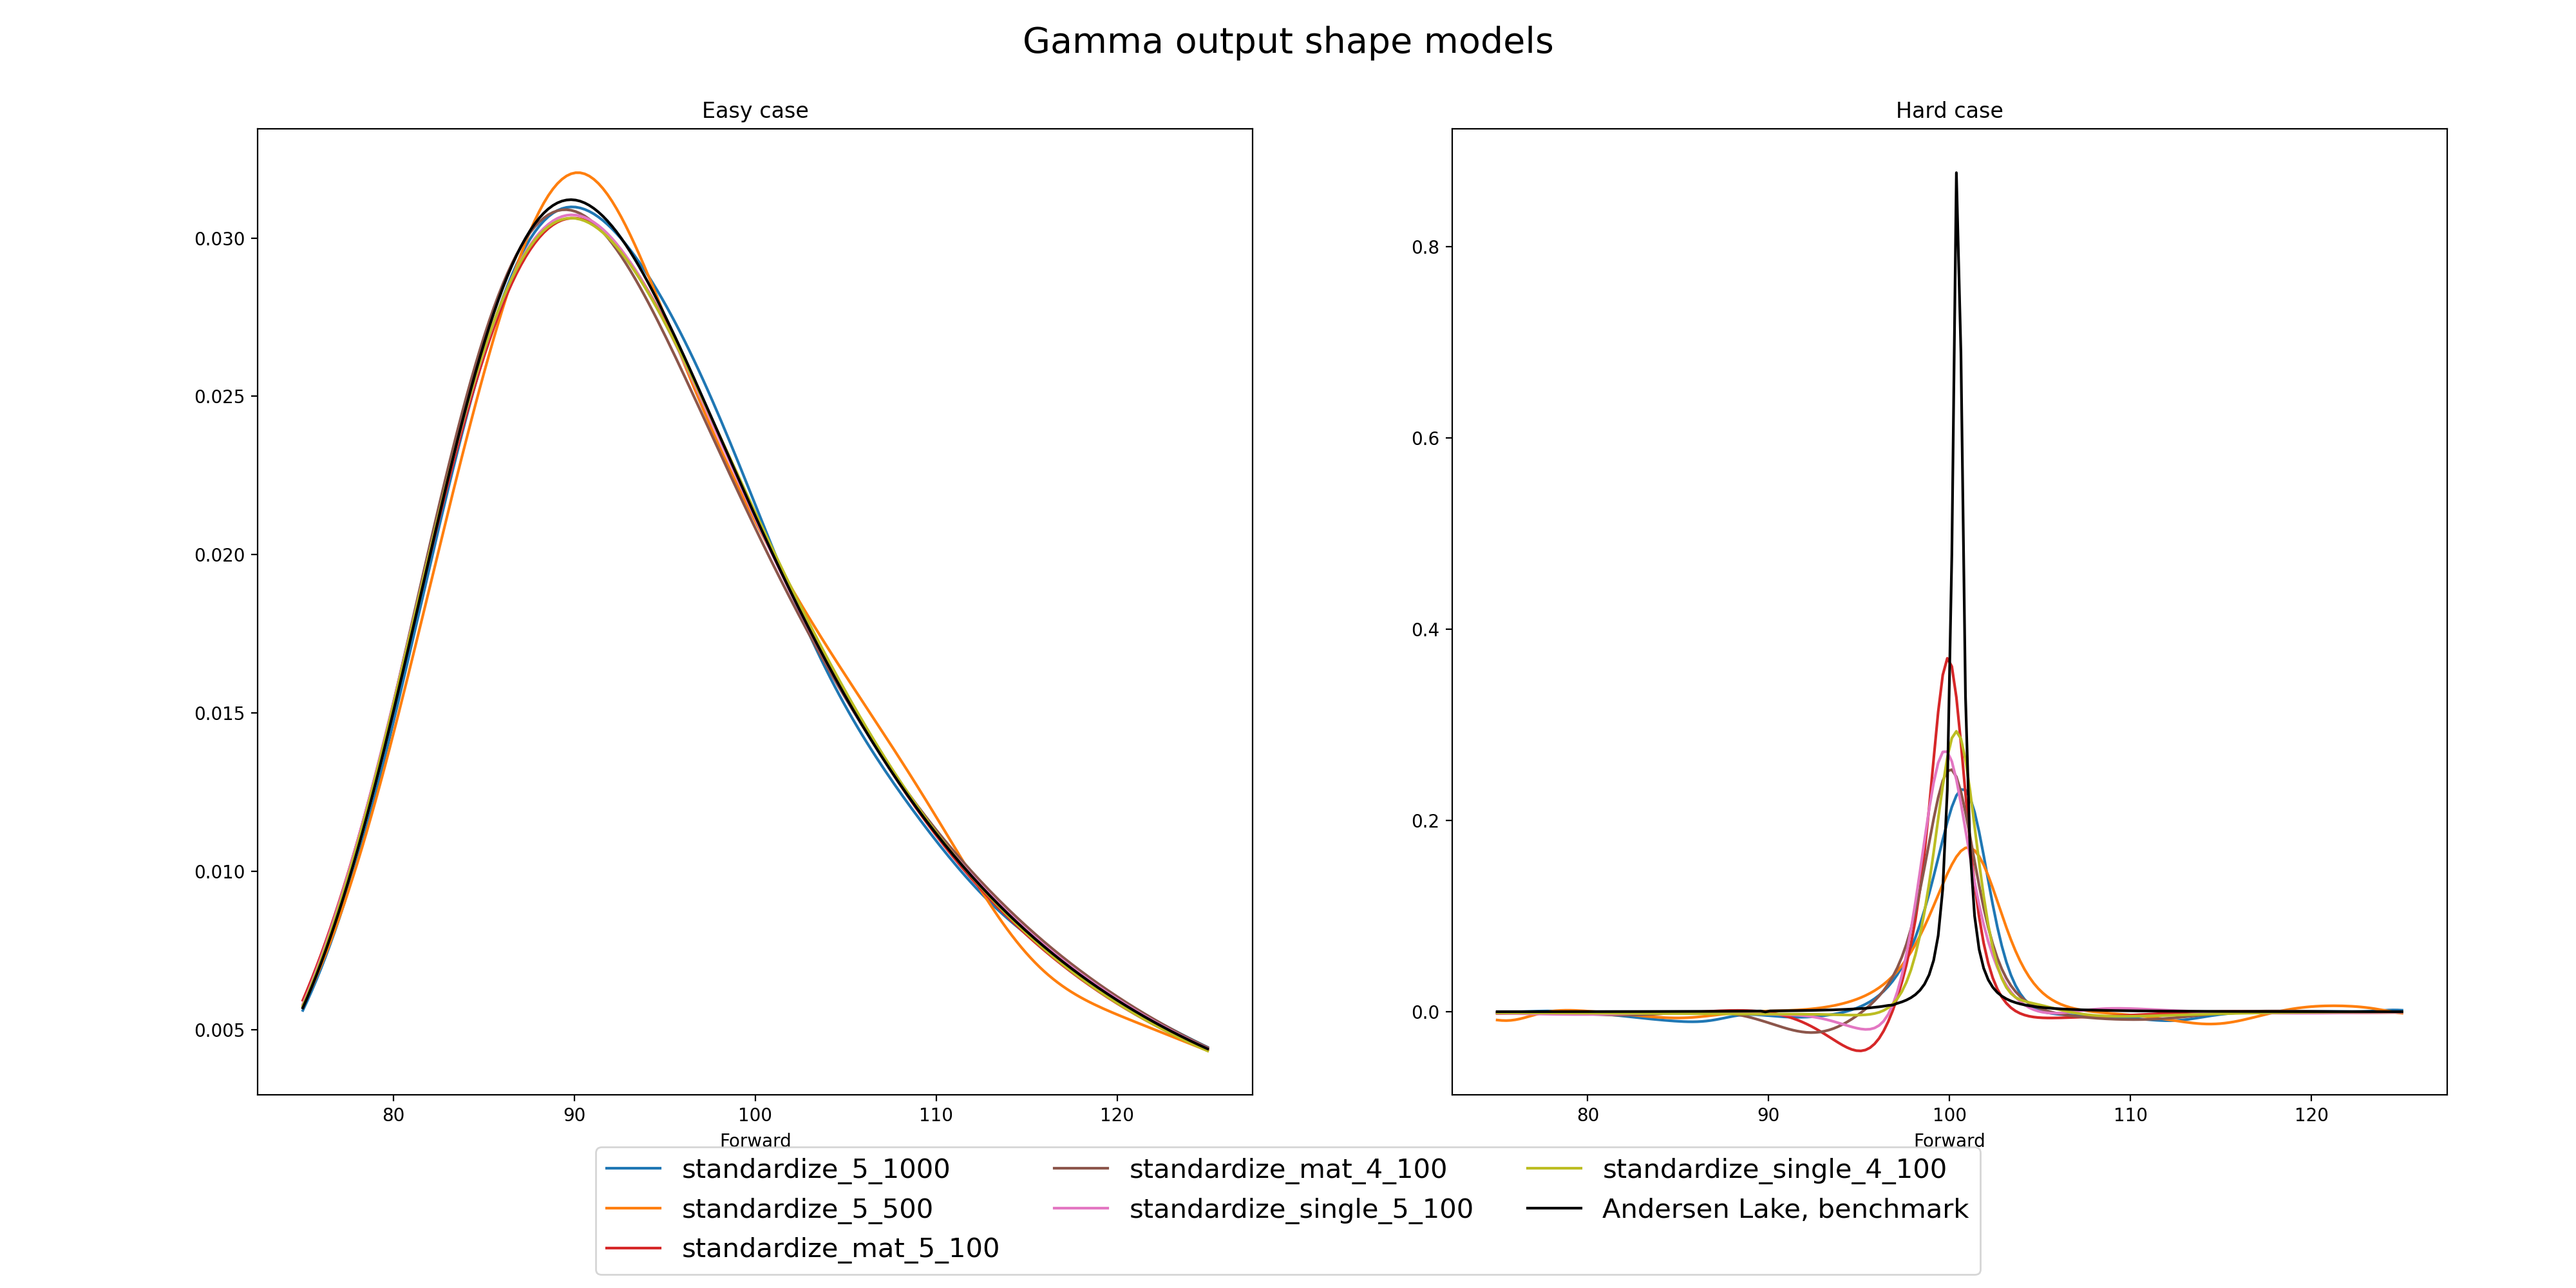 Gamma output shape models
Easy case
0.030
0.025
0.020
0.015
0.010
0.005
80 90 100 110 120
Forward
Hard case
0.8
0.6
0.4
0.2
0.0
80 90 100 110 120
Forward
standardize_5_1000
standardize_5_500
standardize_mat_5_100
standardize_mat_4_100
standardize_single_5_100
standardize_single_4_100
Andersen Lake, benchmark